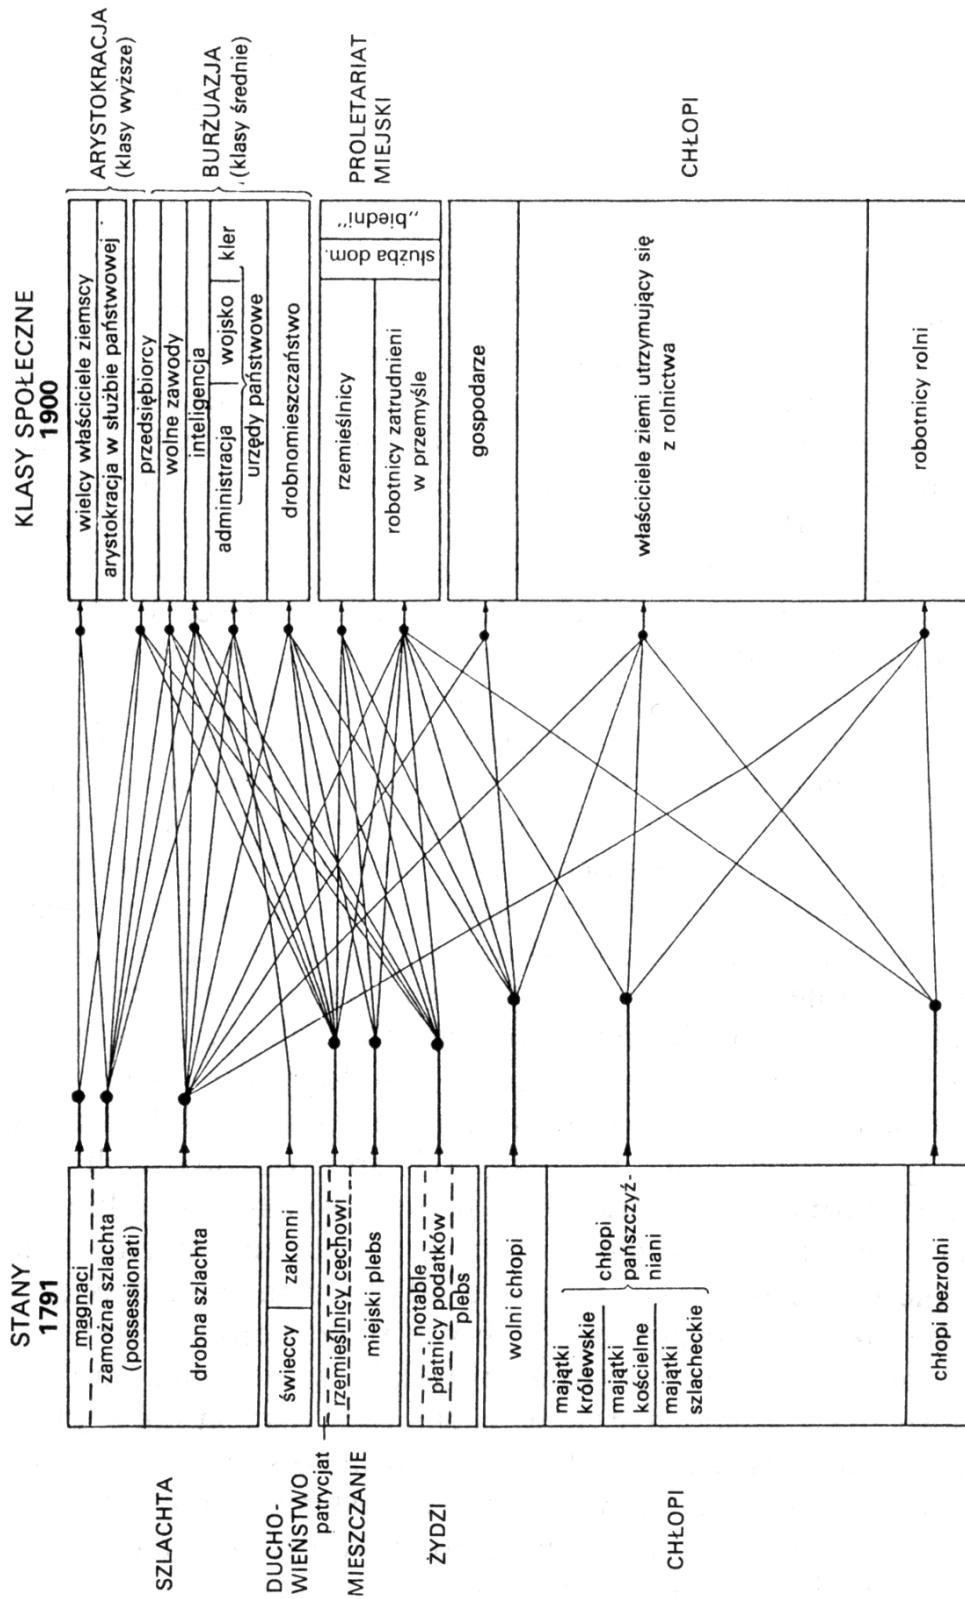 STANY
1791
KLASY SPOŁECZNE
1900
SZLACHTA
magnaci
zamożna szlachta
(possessionati)
drobna szlachta
DUCHO-
WIEŃSTWO
świeccy
zakonni
patrycjat
MIESZCZANIE
rzemieślnicy cechowi
miejski plebs
ŻYDZI
notable
płatnicy podatków
plebs
CHŁOPI
wolni chłopi
majątki
królewskie
majątki
kościelne
majątki
szlacheckie
chłopi
pańszczyź-
niani
chłopi bezrolni
wielcy właściciele ziemscy
arystokracja w służbie państwowej
przedsiębiorcy
wolne zawody
inteligencja
administracja
wojsko
kler
urzędy państwowe
drobnomieszczaństwo
rzemieślnicy
robotnicy zatrudnieni
w przemyśle
służba dom.
„biedni”
gospodarze
właściciele ziemi utrzymujący się
z rolnictwa
robotnicy rolni
ARYSTOKRACJA
(klasy wyższe)
BURŻUAZJA
(klasy średnie)
PROLETARIAT
MIEJSKI
CHŁOPI